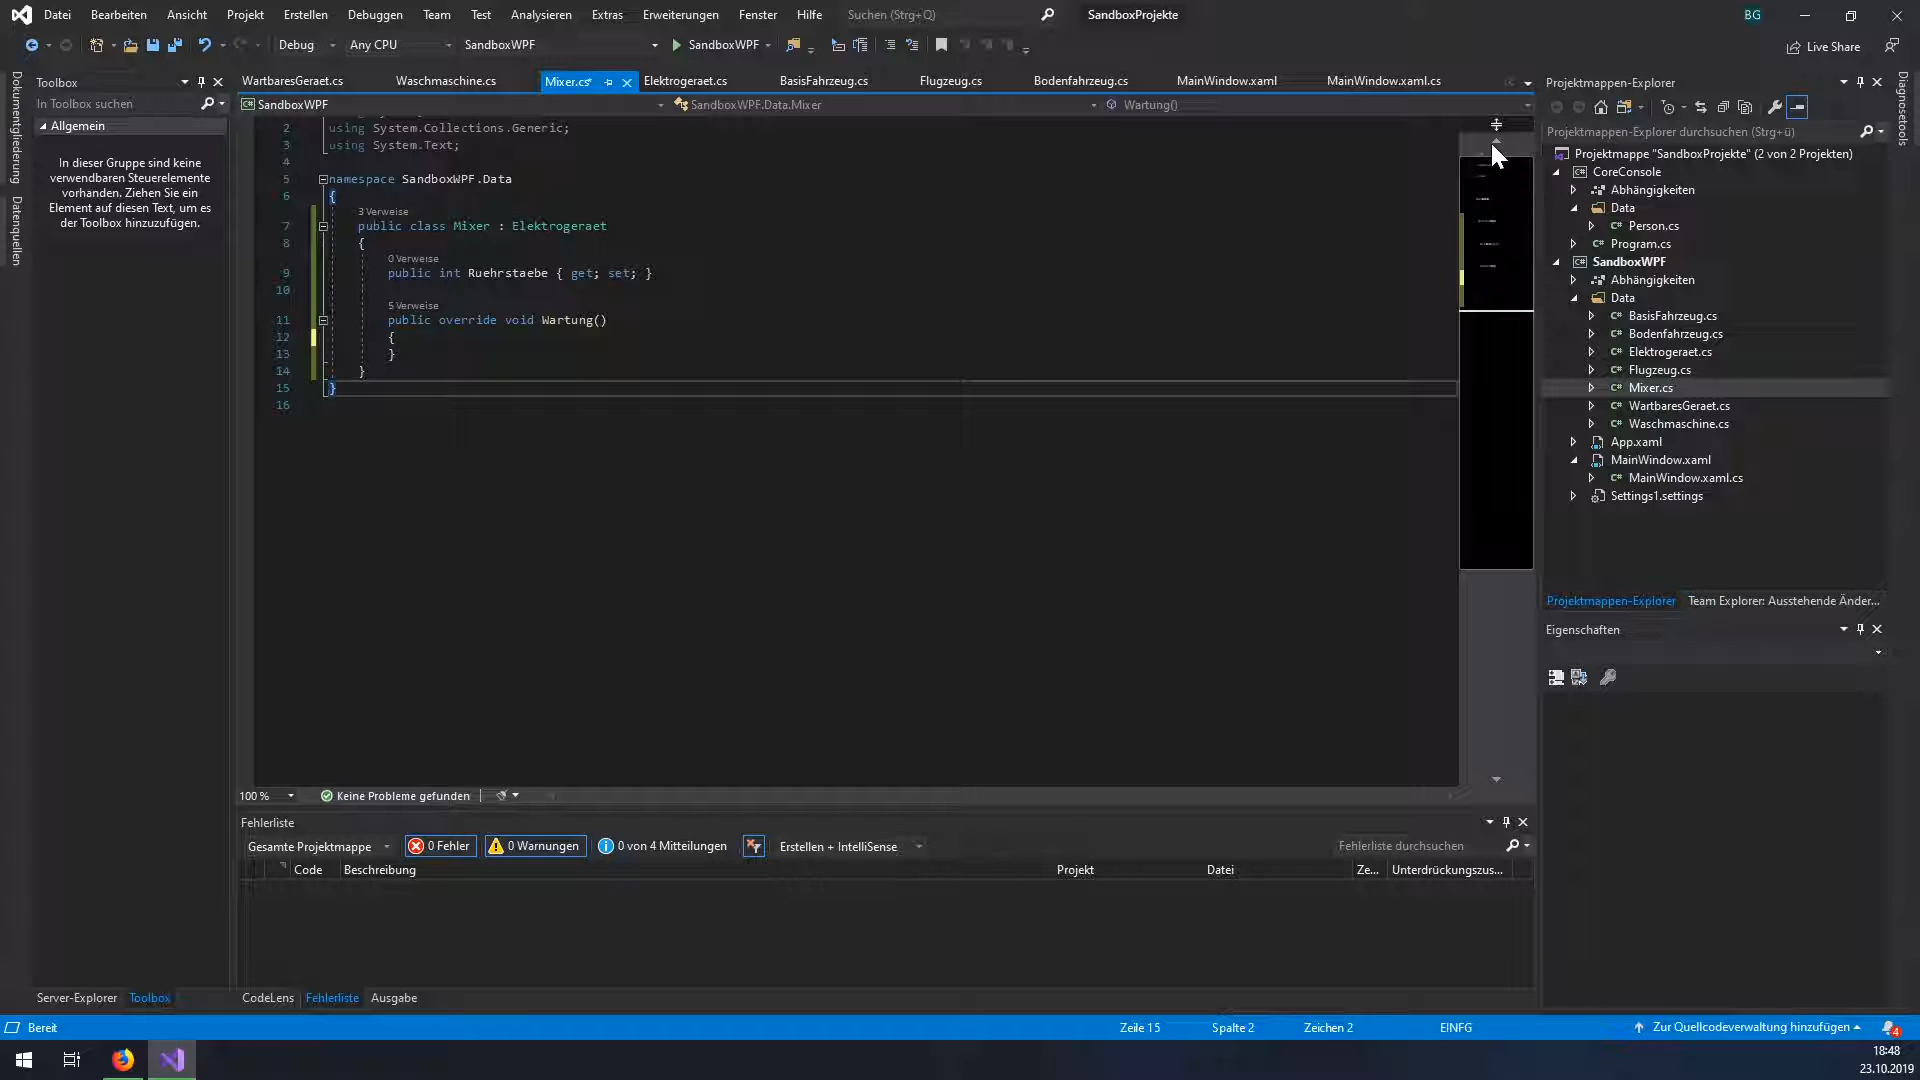 Datei Bearbeiten Ansicht Projekt Erstellen Debuggen Team Test Analysieren Extras Erweiterungen Fenster Hilfe Suchen (Strg+Q) SandboxProjekte BG
Debug Any CPU SandboxWPF SandboxWPF Live Share
Dokumentgliederung
Datenquellen
Toolbox
In Toolbox suchen
Allgemein
In dieser Gruppe sind keine
verwendbaren Steuerelemente
vorhanden. Ziehen Sie ein
Element auf diesen Text, um es
der Toolbox hinzuzufügen.
Server-Explorer Toolbox
WartbaresGeraet.cs Waschmaschine.cs Mixer.cs* Elektrogeraet.cs BasisFahrzeug.cs Flugzeug.cs Bodenfahrzeug.cs MainWindow.xaml MainWindow.xaml.cs
SandboxWPF SandboxWPF.Data.Mixer Wartung()
2 using System.Collections.Generic;
3 using System.Text;
4
5 namespace SandboxWPF.Data
6 {
3 Verweise
7 public class Mixer : Elektrogeraet
8 {
0 Verweise
9 public int Ruehrstaebe { get; set; }
10
5 Verweise
11 public override void Wartung()
12 {
13 }
14 }
15 }
16
100 % Keine Probleme gefunden
Fehlerliste
Gesamte Projektmappe 0 Fehler 0 Warnungen 0 von 4 Mitteilungen Erstellen + IntelliSense Fehlerliste durchsuchen
Code Beschreibung Projekt Datei Ze... Unterdrückungszus...
CodeLens Fehlerliste Ausgabe
Projektmappen-Explorer
Projektmappen-Explorer durchsuchen (Strg+ü)
Projektmappe "SandboxProjekte" (2 von 2 Projekten)
CoreConsole
Abhängigkeiten
Data
Person.cs
Program.cs
SandboxWPF
Abhängigkeiten
Data
BasisFahrzeug.cs
Bodenfahrzeug.cs
Elektrogeraet.cs
Flugzeug.cs
Mixer.cs
WartbaresGeraet.cs
Waschmaschine.cs
App.xaml
MainWindow.xaml
MainWindow.xaml.cs
Settings1.settings
Projektmappen-Explorer Team Explorer: Ausstehende Änder...
Eigenschaften
Diagnosetools
Bereit Zeile 15 Spalte 2 Zeichen 2 EINFG Zur Quellcodeverwaltung hinzufügen 4
18:48
23.10.2019